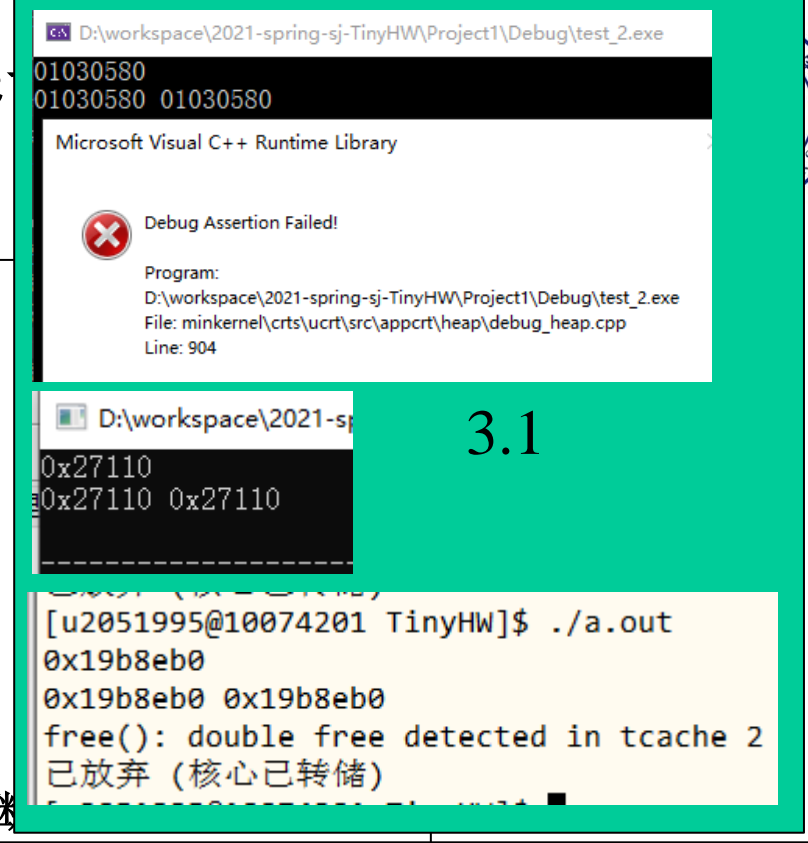 D:\workspace\2021-spring-sj-TinyHW\Project1\Debug\test_2.exe
01030580
01030580 01030580
Microsoft Visual C++ Runtime Library
Debug Assertion Failed!
Program:
D:\workspace\2021-spring-sj-TinyHW\Project1\Debug\test_2.exe
File: minkernel\crts\ucrt\src\appcrt\heap\debug_heap.cpp
Line: 904
D:\workspace\2021-sp
3.1
0x27110
0x27110 0x27110
--------------------
[u2051995@10074201 TinyHW]$ ./a.out
0x19b8eb0
0x19b8eb0 0x19b8eb0
free(): double free detected in tcache 2
已放弃 (核心已转储)